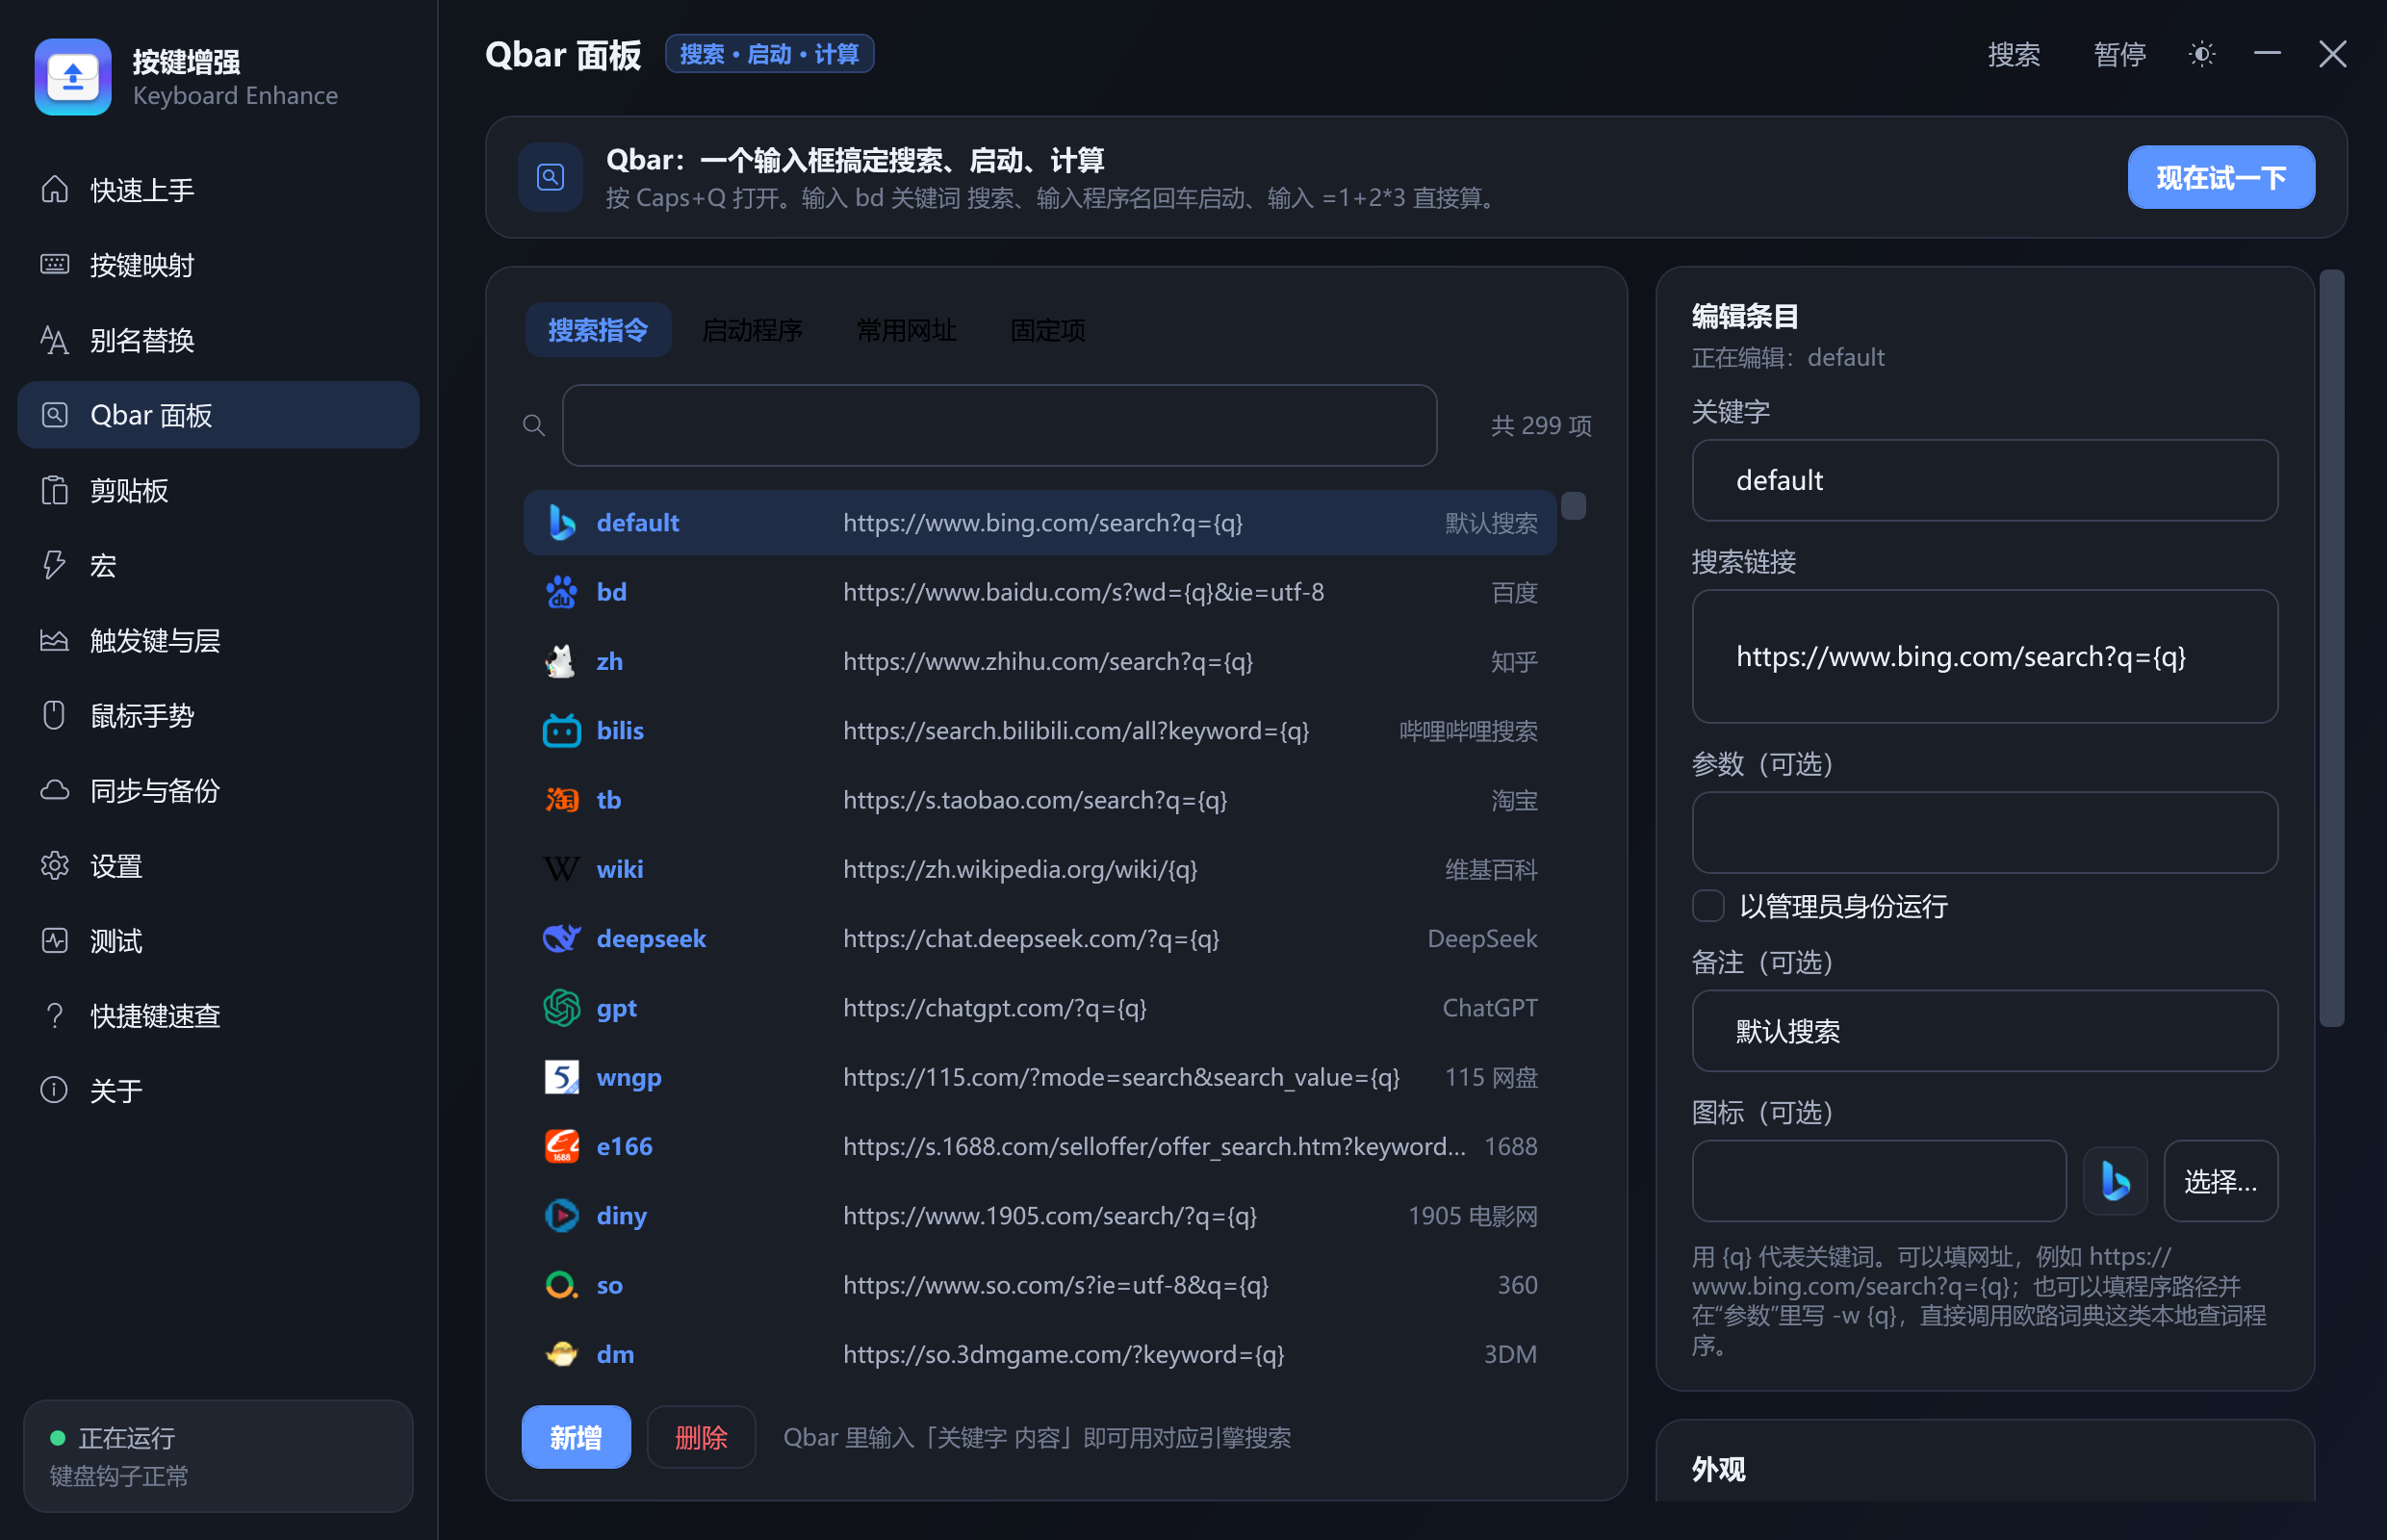 按键增强
Keyboard Enhance
快速上手
按键映射
别名替换
Qbar 面板
剪贴板
宏
触发键与层
鼠标手势
同步与备份
设置
测试
快捷键速查
关于
正在运行
键盘钩子正常
Qbar 面板
搜索·启动·计算
搜索
暂停
Qbar：一个输入框搞定搜索、启动、计算
按 Caps+Q 打开。输入 bd 关键词 搜索、输入程序名回车启动、输入 =1+2*3 直接算。
现在试一下
搜索指令 启动程序 常用网址 固定项
共 299 项
default https://www.bing.com/search?q={q} 默认搜索
bd https://www.baidu.com/s?wd={q}&ie=utf-8 百度
zh https://www.zhihu.com/search?q={q} 知乎
bilis https://search.bilibili.com/all?keyword={q} 哔哩哔哩搜索
淘 tb https://s.taobao.com/search?q={q} 淘宝
W wiki https://zh.wikipedia.org/wiki/{q} 维基百科
deepseek https://chat.deepseek.com/?q={q} DeepSeek
gpt https://chatgpt.com/?q={q} ChatGPT
5 wngp https://115.com/?mode=search&search_value={q} 115 网盘
1688 e166 https://s.1688.com/selloffer/offer_search.htm?keyword... 1688
diny https://www.1905.com/search/?q={q} 1905 电影网
so https://www.so.com/s?ie=utf-8&q={q} 360
dm https://so.3dmgame.com/?keyword={q} 3DM
新增
删除
Qbar 里输入「关键字 内容」即可用对应引擎搜索
编辑条目
正在编辑：default
关键字
default
搜索链接
https://www.bing.com/search?q={q}
参数（可选）
以管理员身份运行
备注（可选）
默认搜索
图标（可选）
选择...
用 {q} 代表关键词。可以填网址，例如 https://
www.bing.com/search?q={q}；也可以填程序路径并
在“参数”里写 -w {q}，直接调用欧路词典这类本地查词程
序。
外观